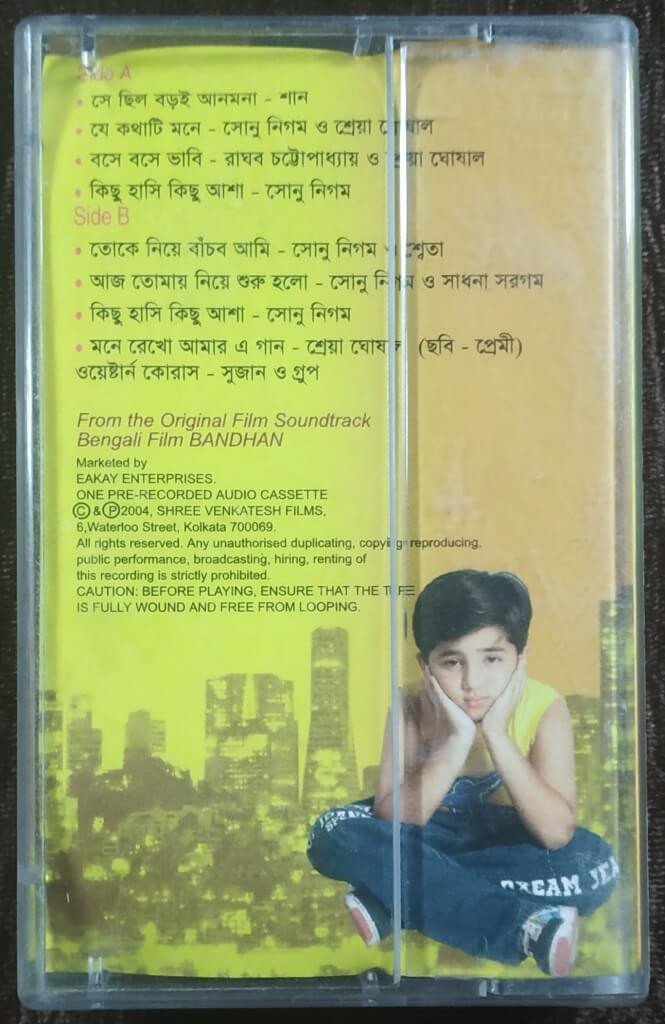 Side A
• সে ছিল বড়ই আনমনা - শান
• যে কথাটি মনে - সোনু নিগম ও শ্রেয়া ঘোষাল
• বসে বসে ভাবি - রাঘব চট্টোপাধ্যায় ও শ্রেয়া ঘোষাল
• কিছু হাসি কিছু আশা - সোনু নিগম
Side B
• তোকে নিয়ে বাঁচব আমি - সোনু নিগম ও শ্বেতা
• আজ তোমায় নিয়ে শুরু হলো - সোনু নিগম ও সাধনা সরগম
• কিছু হাসি কিছু আশা - সোনু নিগম
• মনে রেখো আমার এ গান - শ্রেয়া ঘোষাল (ছবি - প্রেমী)
ওয়েষ্টার্ন কোরাস - সুজান ও গ্রুপ
From the Original Film Soundtrack
Bengali Film BANDHAN
Marketed by
EAKAY ENTERPRISES.
ONE PRE-RECORDED AUDIO CASSETTE
Ⓒ & Ⓟ 2004, SHREE VENKATESH FILMS,
6,Waterloo Street, Kolkata 700069.
All rights reserved. Any unauthorised duplicating, copying reproducing,
public performance, broadcasting, hiring, renting of
this recording is strictly prohibited.
CAUTION: BEFORE PLAYING, ENSURE THAT THE TAPE
IS FULLY WOUND AND FREE FROM LOOPING.
DREAM